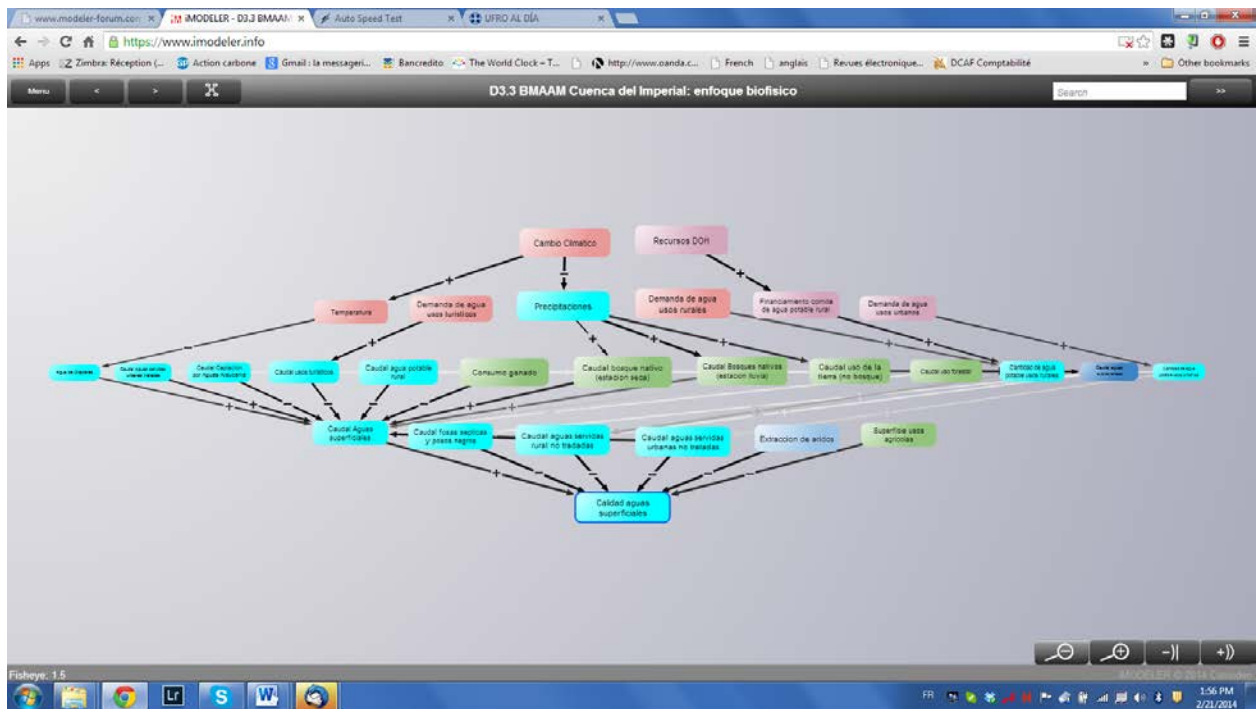 www.modeler-forum.com
iMODELER - D3.3 BMAAM
Auto Speed Test
UFRO AL DÍA
https://www.imodeler.info
Apps
Zimbra: Réception (...
Action carbone
Gmail : la messageri...
Bancredito
The World Clock – T...
http://www.oanda.c...
French
anglais
Revues électronique...
DCAF Comptabilité
»
Other bookmarks
Menu
<
>
D3.3 BMAAM Cuenca del Imperial: enfoque biofisico
Search
>>
Cambio Climatico
Recursos DOH
Temperatura
Demanda de agua
usos turisticos
Precipitaciones
Demanda de agua
usos rurales
Financiamiento comite
de agua potable rural
Demanda de agua
usos urbanos
Caudal usos turisticos
Caudal agua potable
rural
Consumo ganado
Caudal bosque nativo
(estacion seca)
Caudal Bosques nativos
(estacion lluvia)
Caudal uso de la
tierra (no bosque)
Caudal uso forestal
Cantidad de agua
potable usos rurales
Caudal Aguas
superficiales
Caudal fosas septicas
y posos negros
Caudal aguas servidas
rural no tratadas
Caudal aguas servidas
urbanas no tratadas
Extraccion de aridos
Superficie usos
agricolas
Calidad aguas
superficiales
-)|
+))
Fisheye: 1.5
FR
1:56 PM
2/21/2014